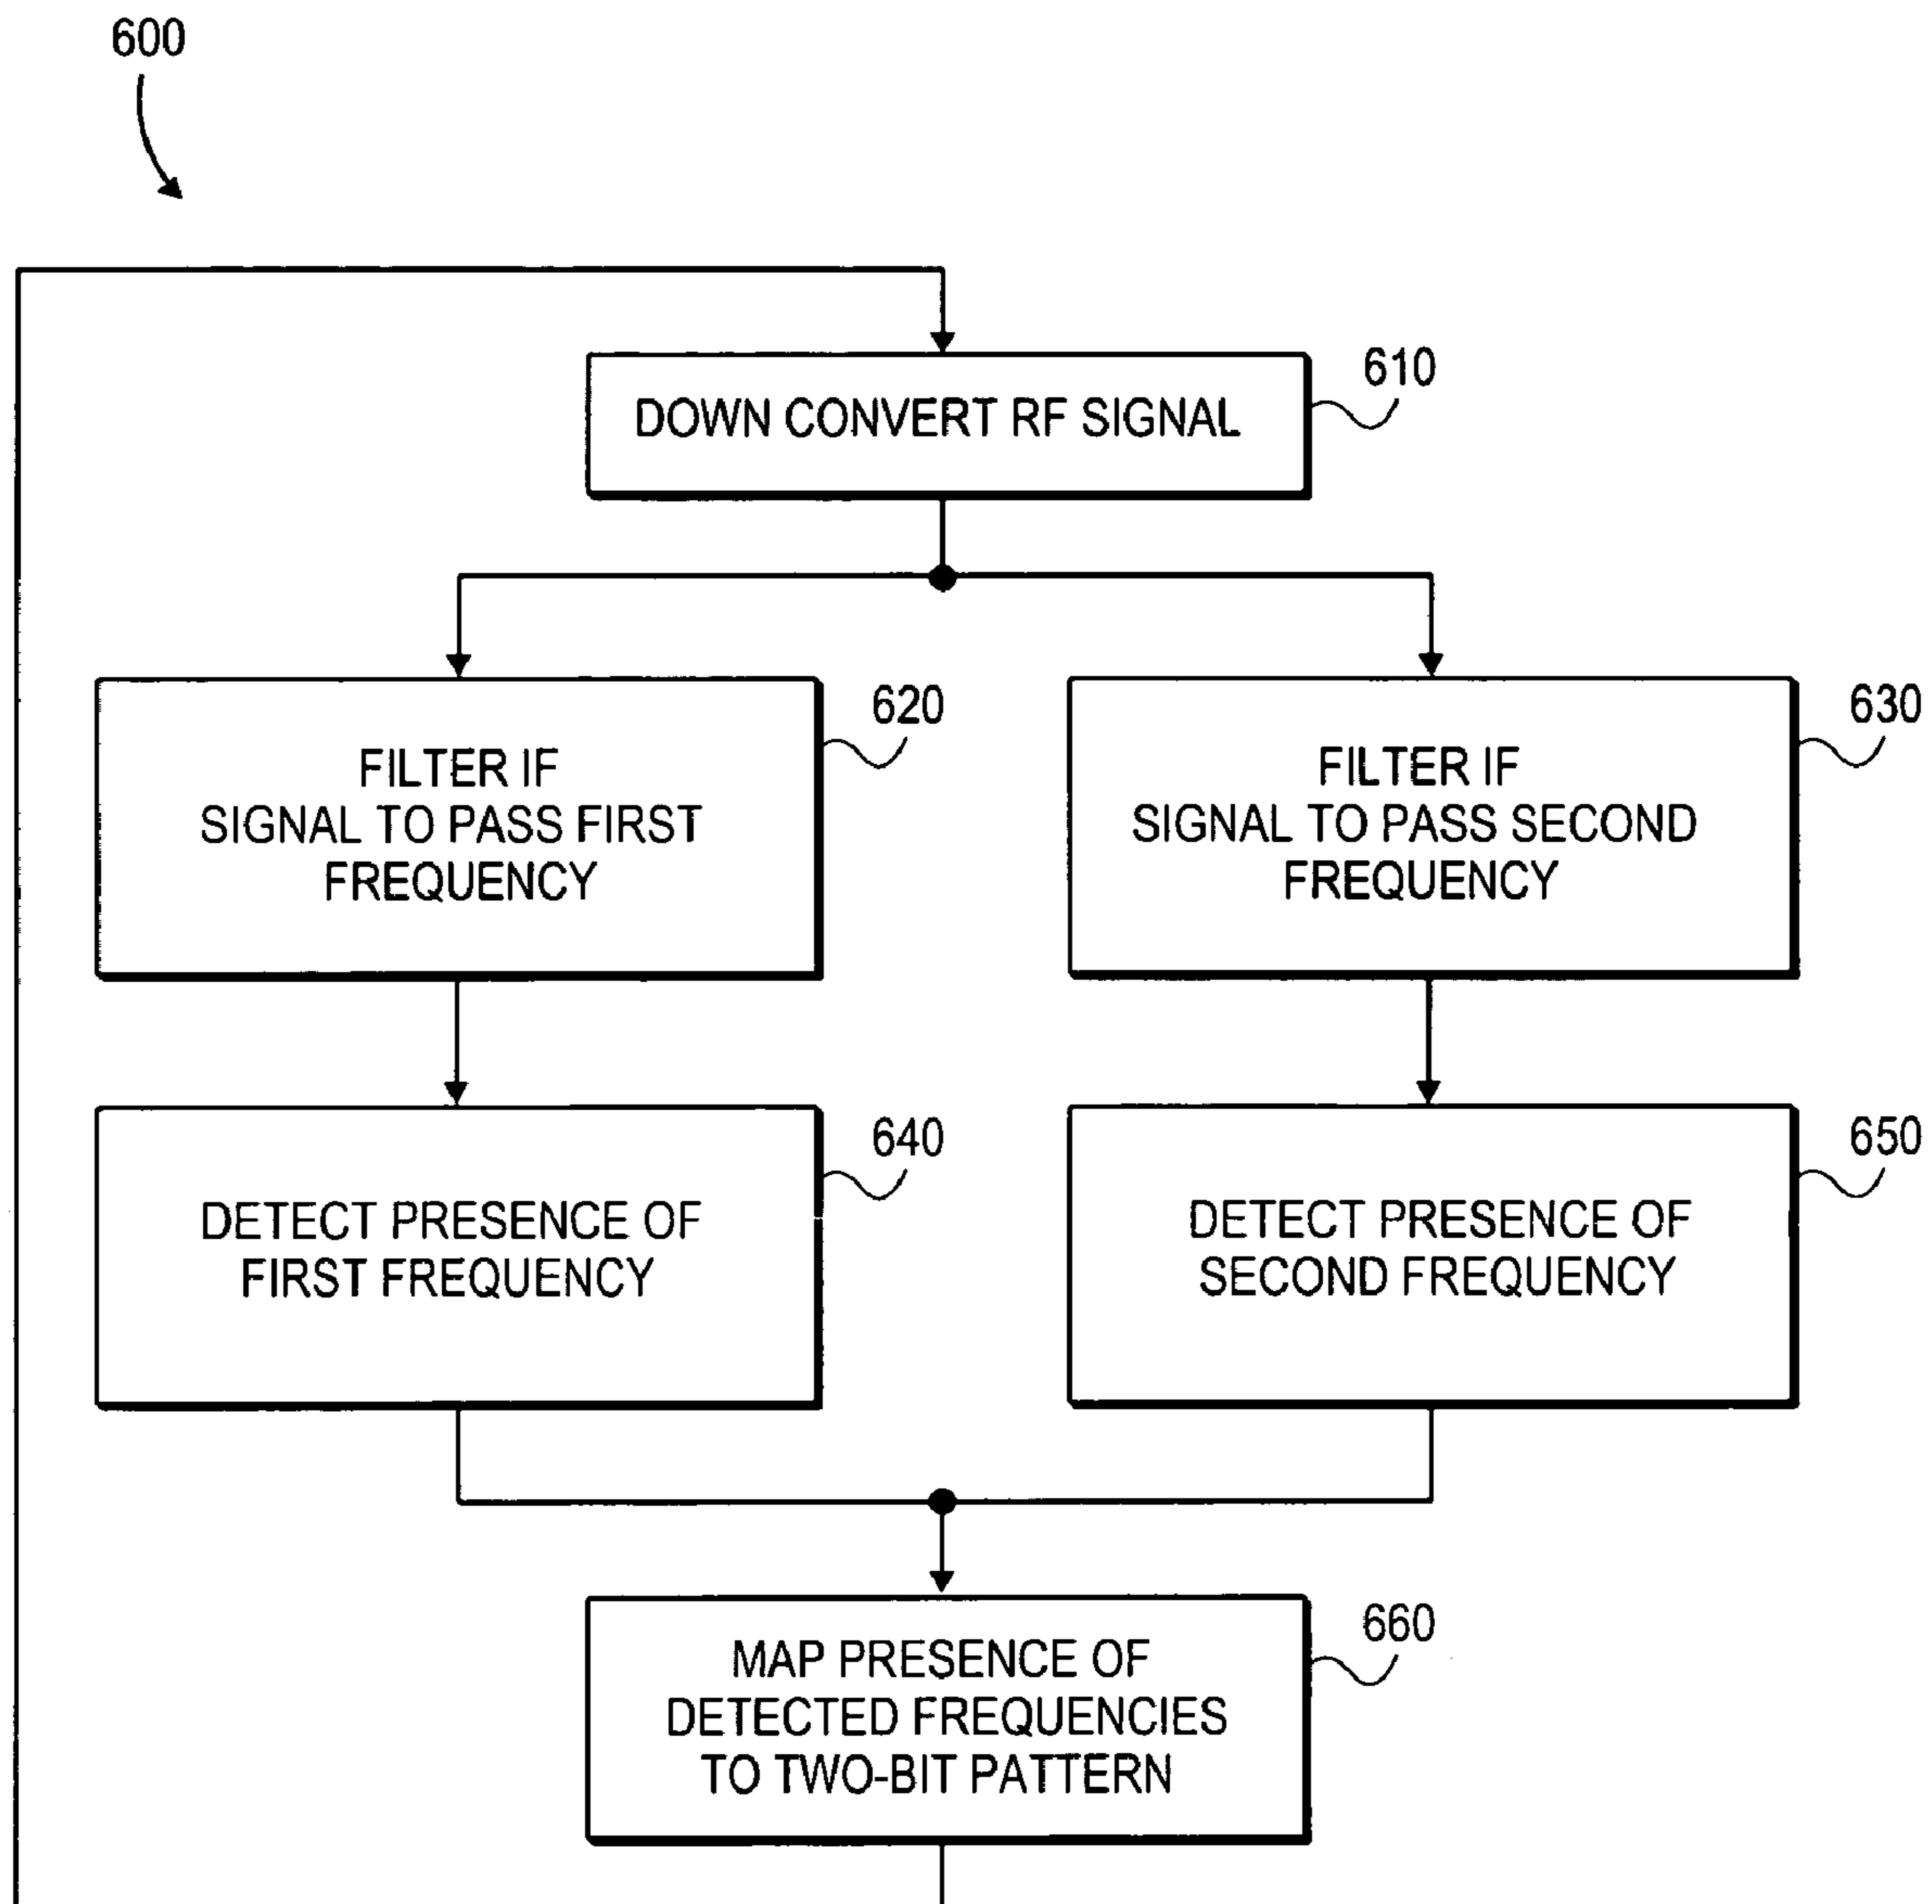 600
610
DOWN CONVERT RF SIGNAL
620
FILTER IF
SIGNAL TO PASS FIRST
FREQUENCY
630
FILTER IF
SIGNAL TO PASS SECOND
FREQUENCY
640
DETECT PRESENCE OF
FIRST FREQUENCY
650
DETECT PRESENCE OF
SECOND FREQUENCY
660
MAP PRESENCE OF
DETECTED FREQUENCIES
TO TWO-BIT PATTERN